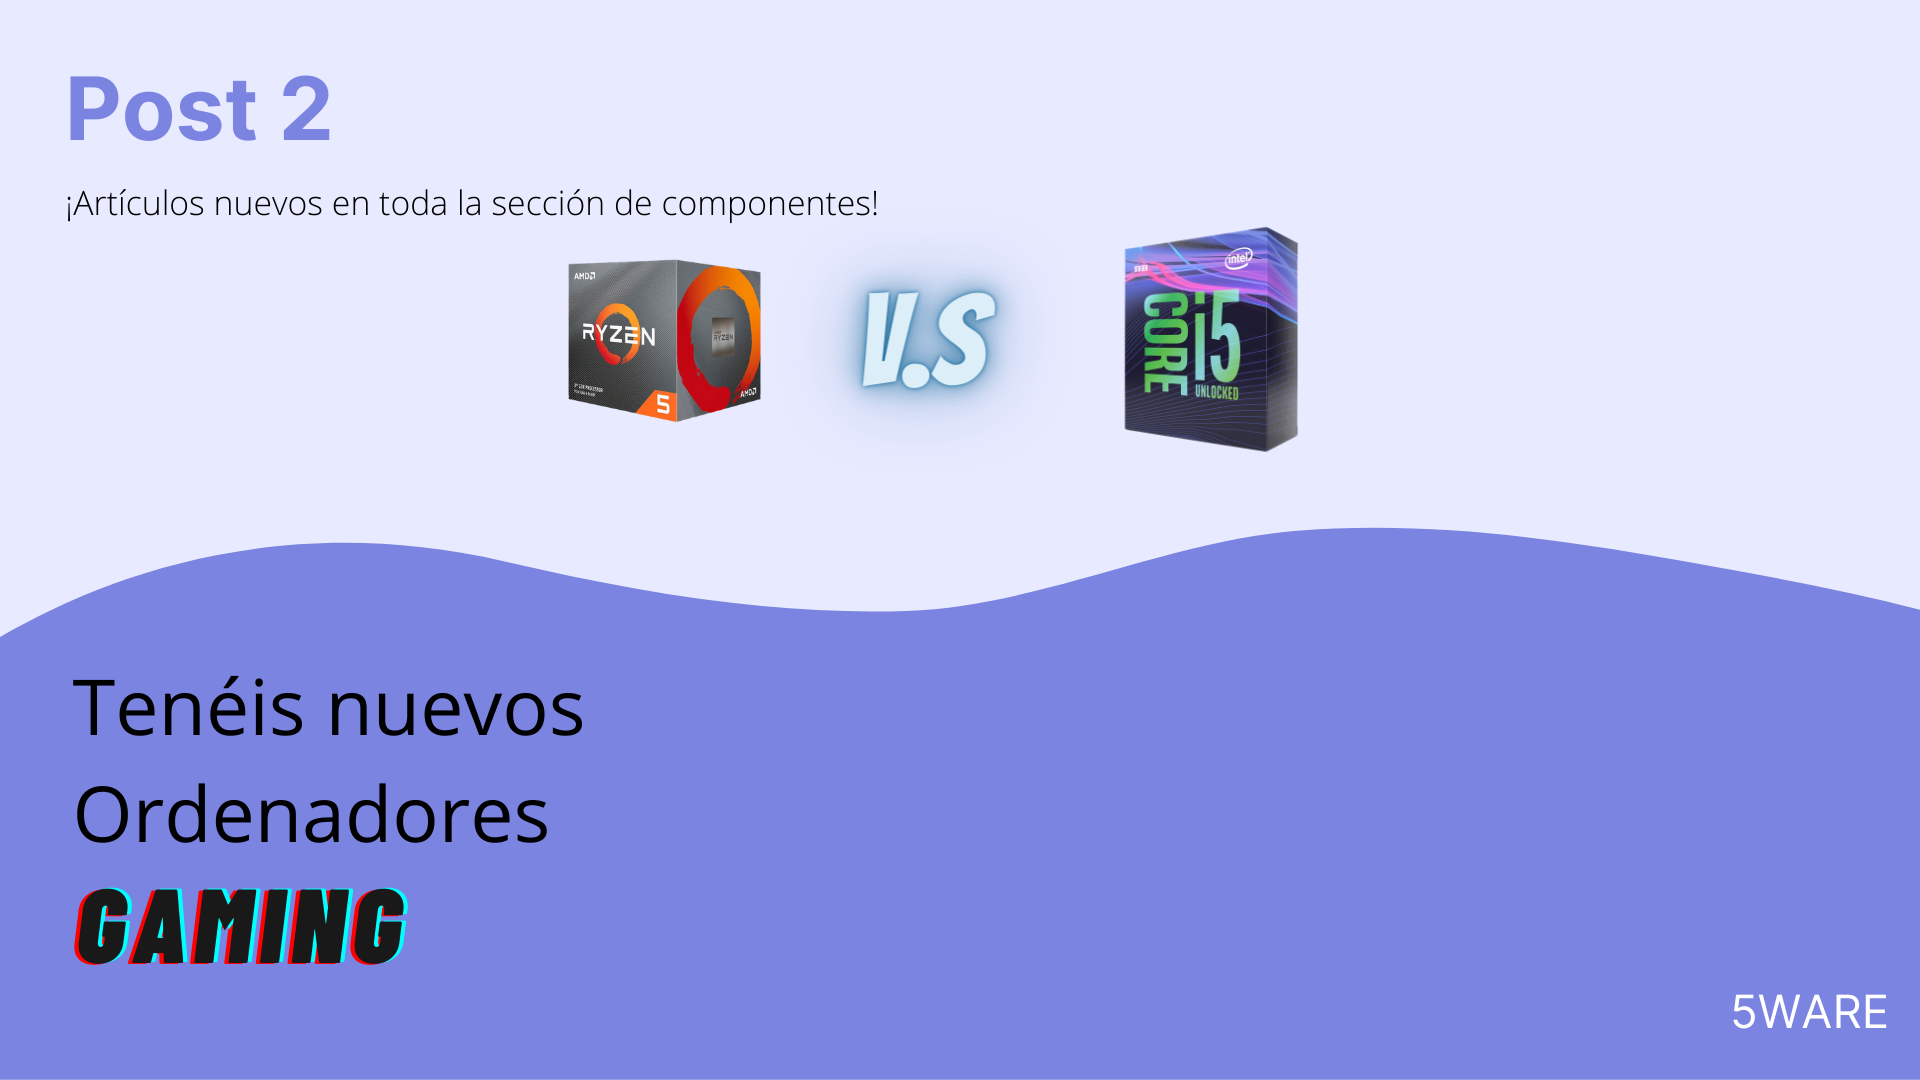 Post 2
¡Artículos nuevos en toda la sección de componentes!
AMD
RYZEN
5
RYZEN
AMD
V.S
intel
CORE
i5
UNLOCKED
Tenéis nuevos
Ordenadores
GAMING
5WARE